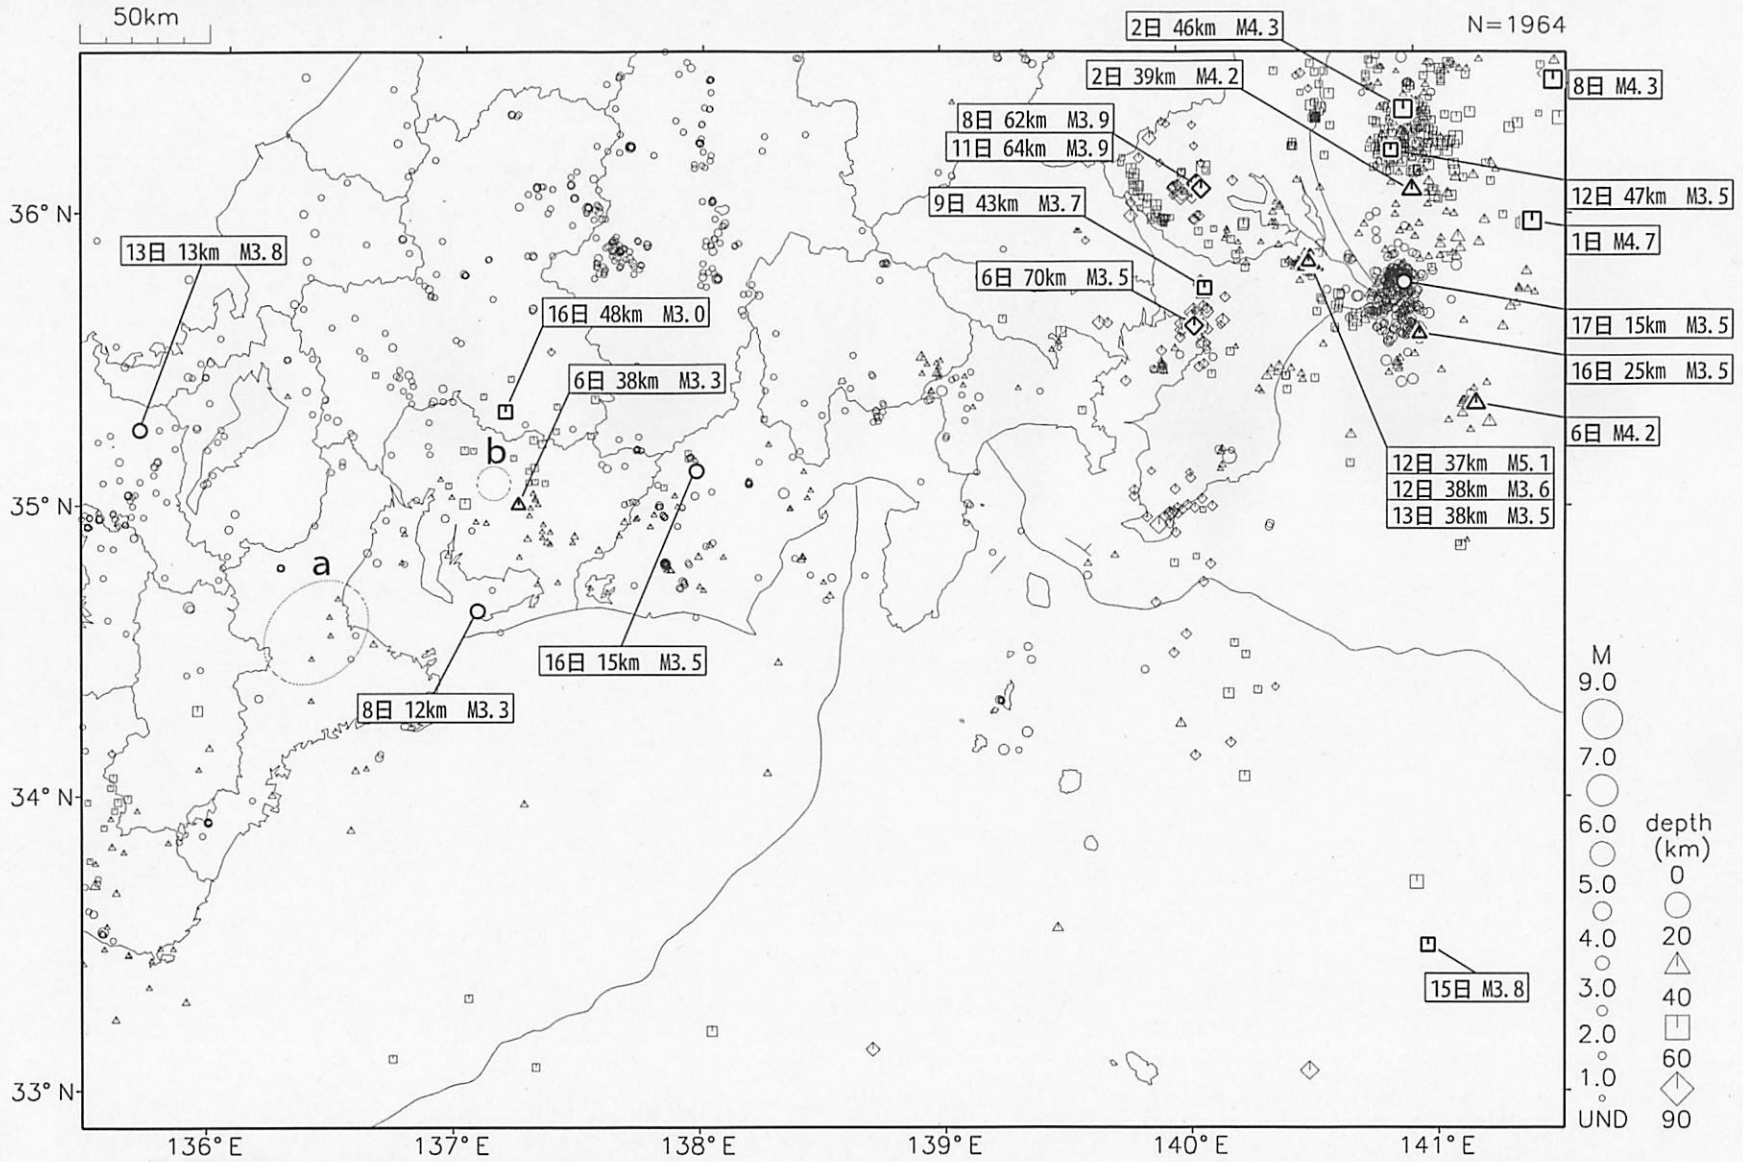 50km
N=1964
2日 46km M4.3
2日 39km M4.2
8日 M4.3
8日 62km M3.9
11日 64km M3.9
12日 47km M3.5
9日 43km M3.7
36°N
13日 13km M3.8
1日 M4.7
6日 70km M3.5
16日 48km M3.0
17日 15km M3.5
6日 38km M3.3
16日 25km M3.5
6日 M4.2
b
12日 37km M5.1
12日 38km M3.6
13日 38km M3.5
35°N
a
16日 15km M3.5
8日 12km M3.3
34°N
15日 M3.8
33°N
136°E
137°E
138°E
139°E
140°E
141°E
M
9.0
7.0
6.0
5.0
4.0
3.0
2.0
1.0
UND
depth
(km)
0
20
40
60
90